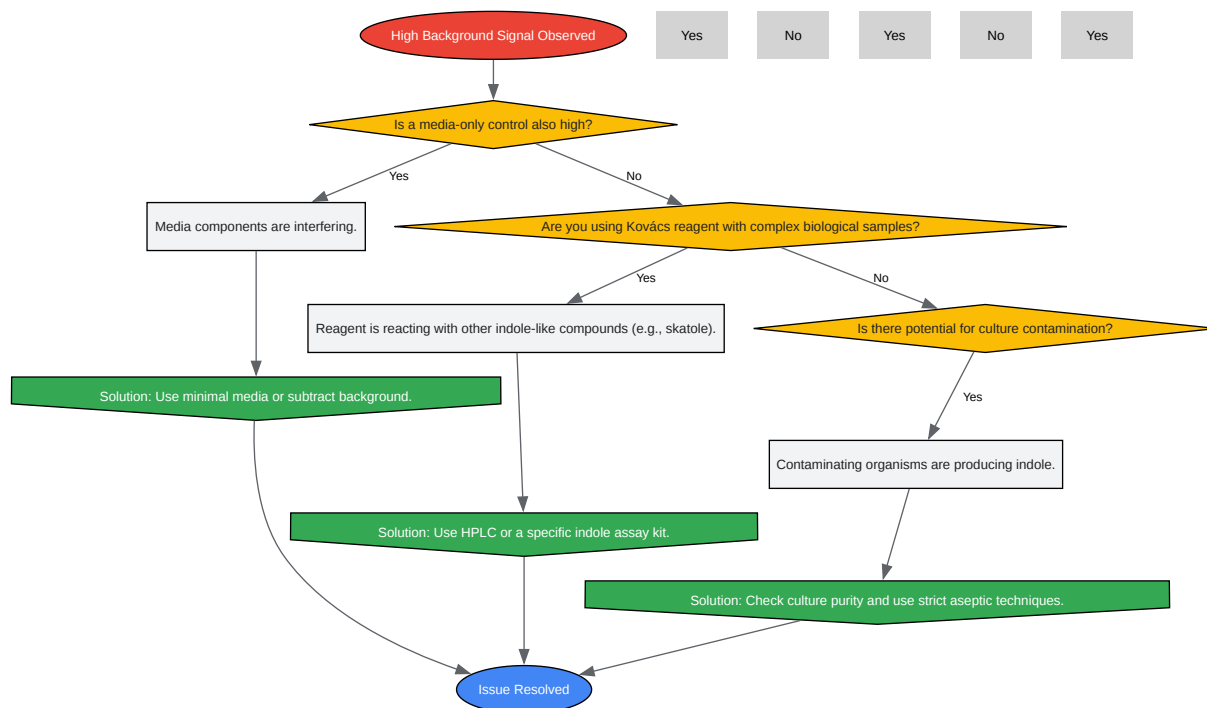 High Background Signal Observed
Yes
No
Yes
No
Yes
Is a media-only control also high?
Yes
No
Media components are interfering.
Are you using Kovács reagent with complex biological samples?
Yes
No
Reagent is reacting with other indole-like compounds (e.g., skatole).
Is there potential for culture contamination?
Solution: Use minimal media or subtract background.
Yes
Contaminating organisms are producing indole.
Solution: Use HPLC or a specific indole assay kit.
Solution: Check culture purity and use strict aseptic techniques.
Issue Resolved